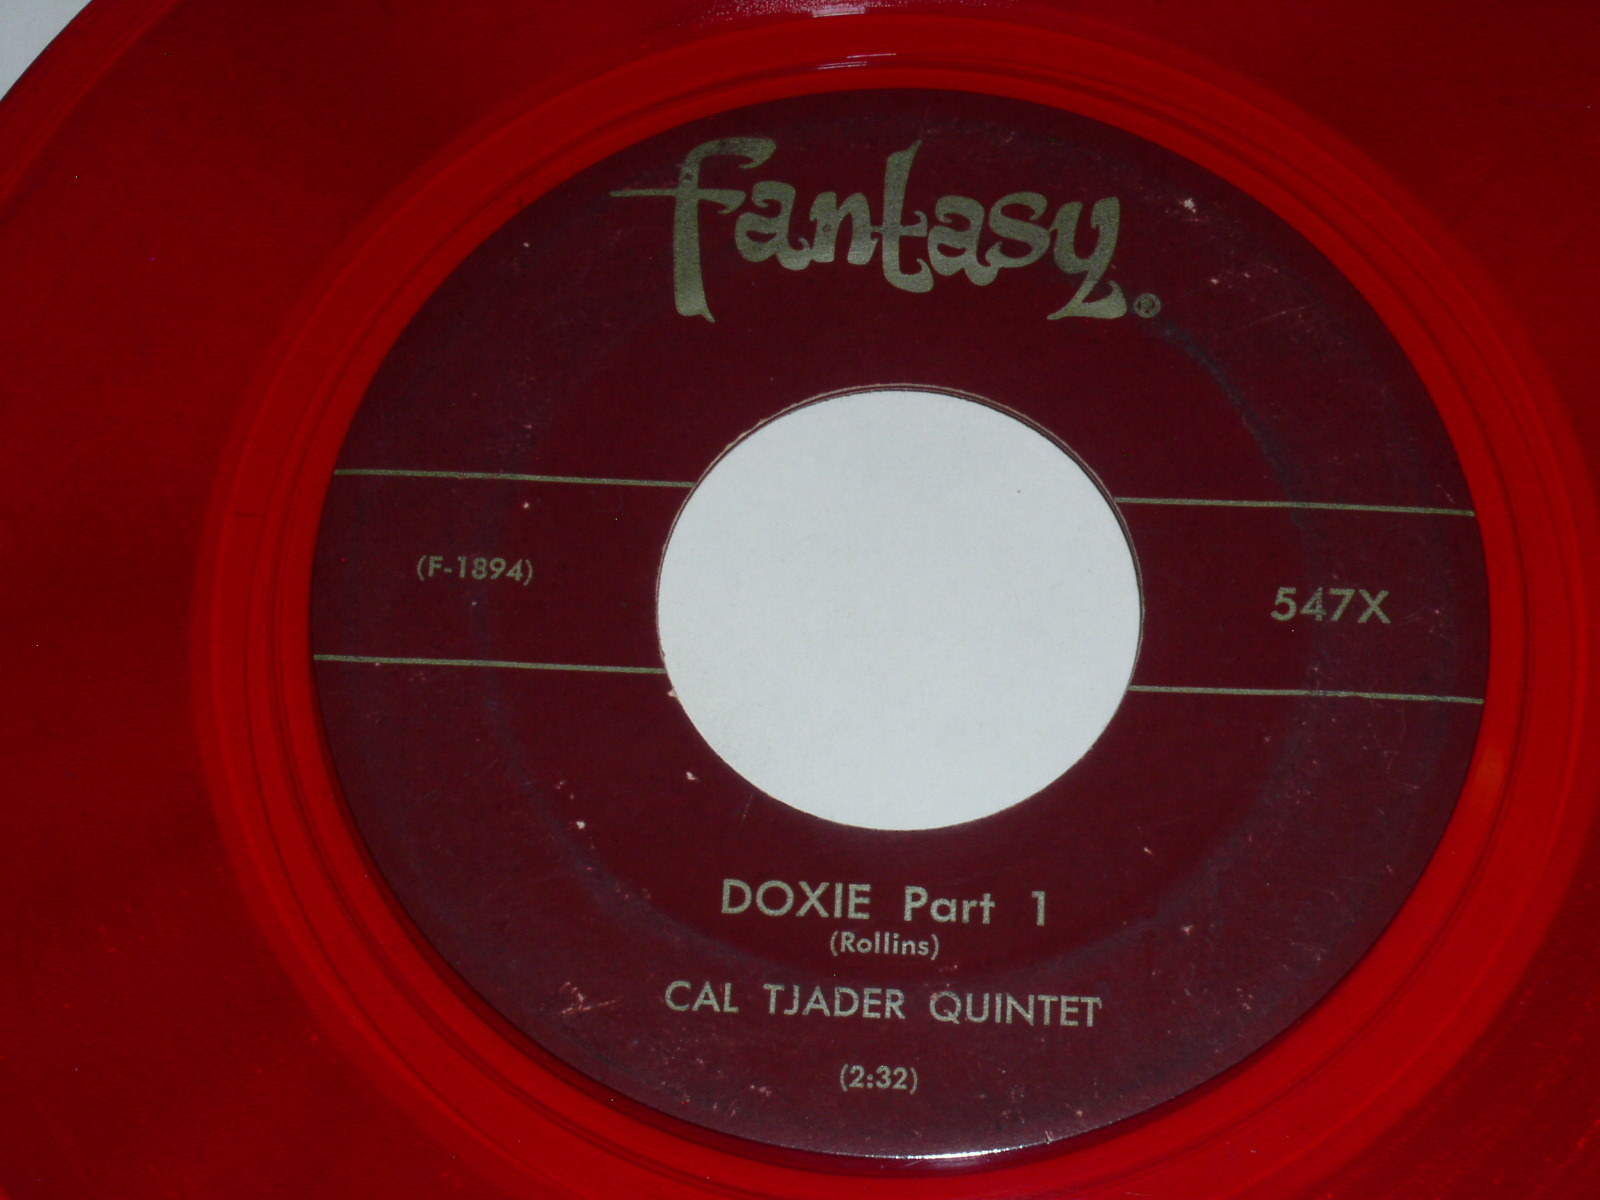 fantasy®
(F-1894)
547X
DOXIE Part 1
(Rollins)
CAL TJADER QUINTET
(2:32)